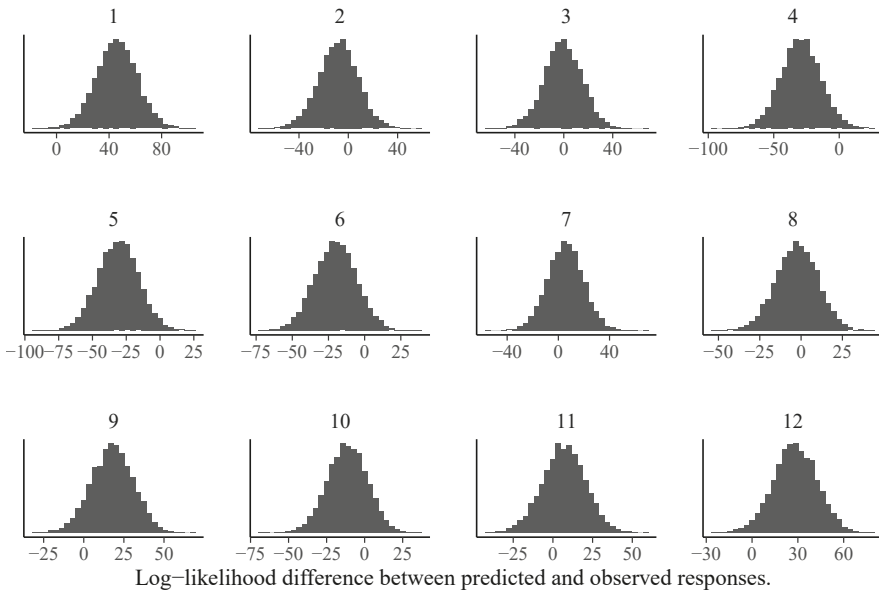 1 2 3 4
0 40 80 −40 0 40 −40 0 40 −100 −50 0
5 6 7 8
−100 −75 −50 −25 0 25 −75 −50 −25 0 25 −40 0 40 −50 −25 0 25
9 10 11 12
−25 0 25 50 −75 −50 −25 0 25 −25 0 25 50 −30 0 30 60
Log−likelihood difference between predicted and observed responses.